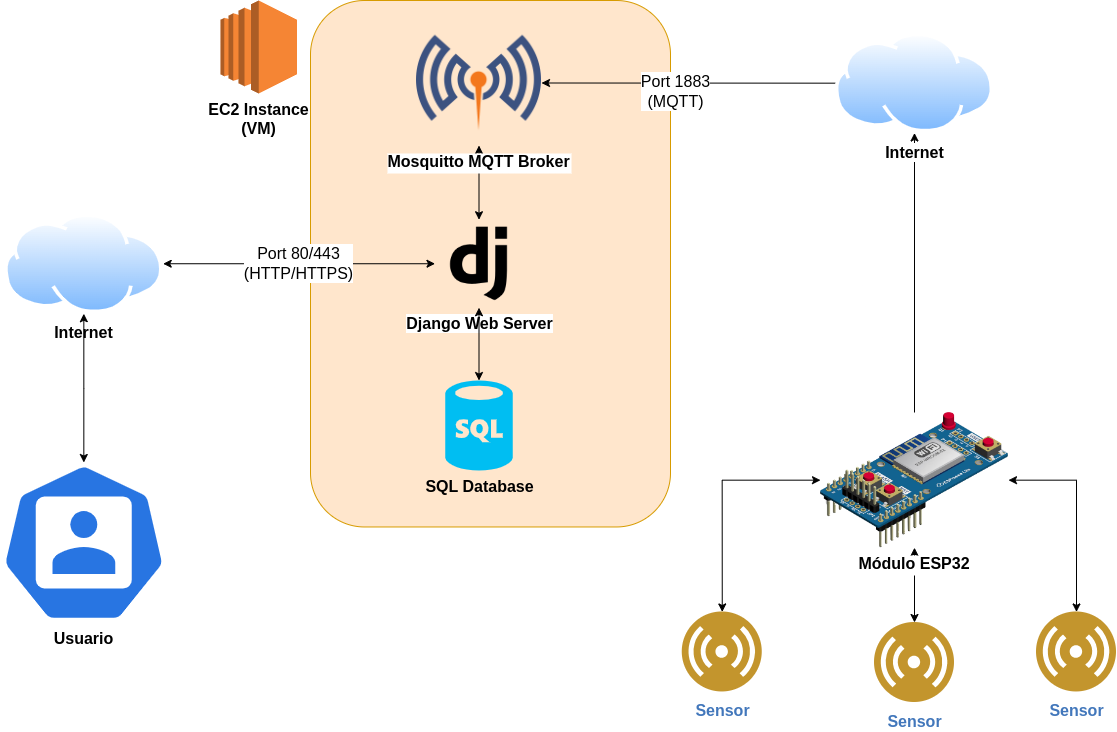 EC2 Instance
(VM)
Port 1883
(MQTT)
Mosquitto MQTT Broker
Internet
dj
Port 80/443
(HTTP/HTTPS)
Internet
Django Web Server
SQL
SQL Database
WiFi
Módulo ESP32
Usuario
Sensor
Sensor
Sensor